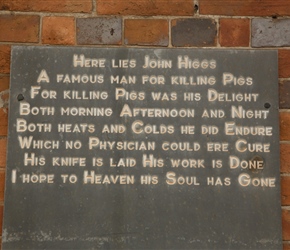 Here lies John Higgs
A famous man for killing Pigs
For killing Pigs was his Delight
Both morning Afternoon and Night
Both heats and Colds he did Endure
Which no Physician could ere Cure
His knife is laid His work is Done
I hope to Heaven his Soul has Gone